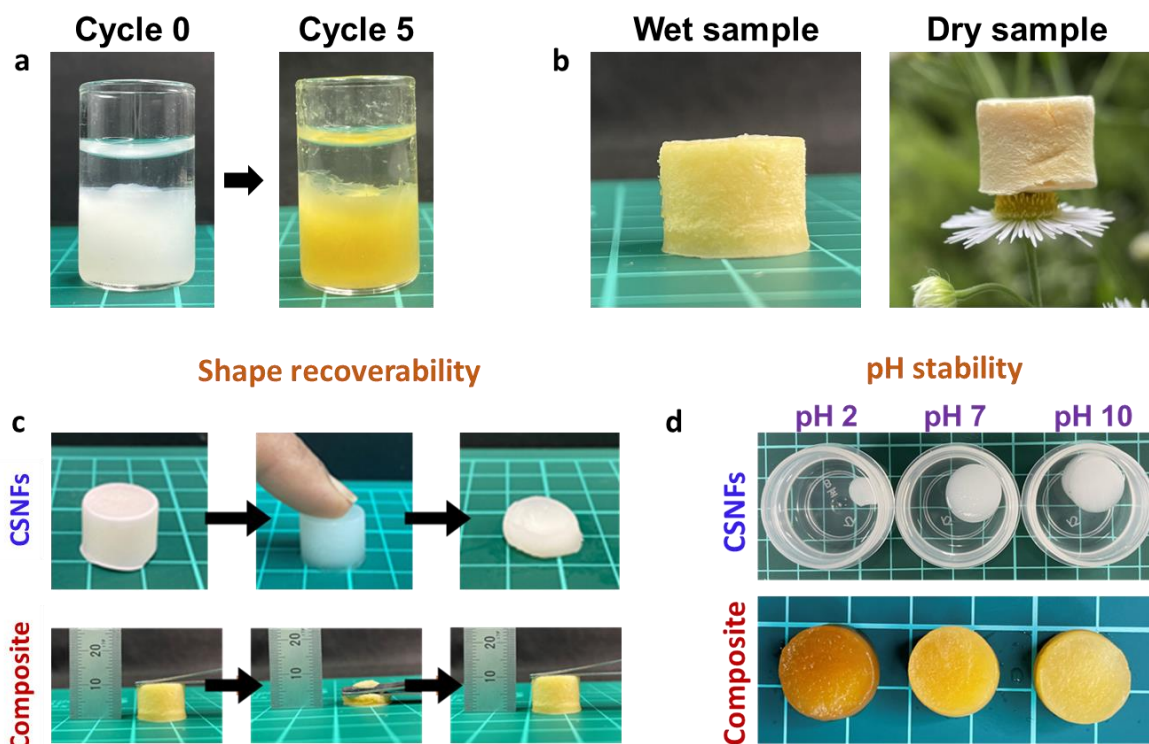 Cycle 0
Cycle 5
a
b
Wet sample
Dry sample
Shape recoverability
pH stability
c
d
pH 2
pH 7
pH 10
CSNFs
CSNFs
Composite
20
10
20
10
20
10
Composite